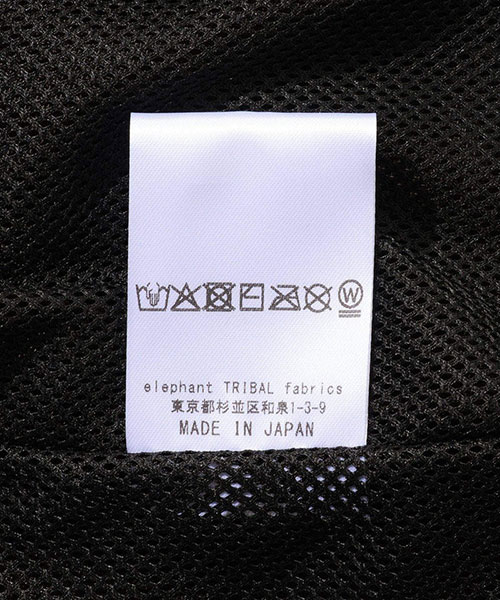 W
elephant TRIBAL fabrics
東京都杉並区和泉1-3-9
MADE IN JAPAN